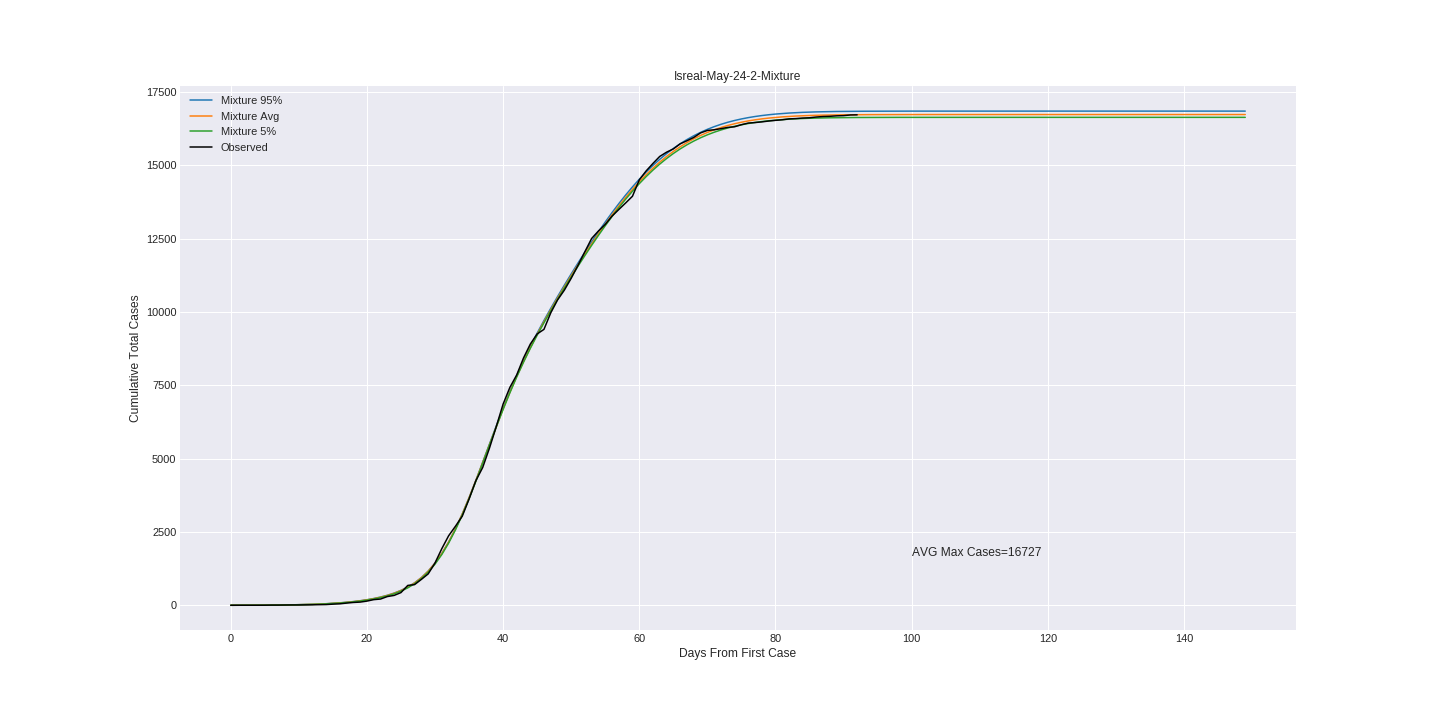 Isreal-May-24-2-Mixture
17500
15000
12500
10000
7500
5000
2500
0
Cumulative Total Cases
Mixture 95%
Mixture Avg
Mixture 5%
Observed
AVG Max Cases=16727
0 20 40 60 80 100 120 140
Days From First Case